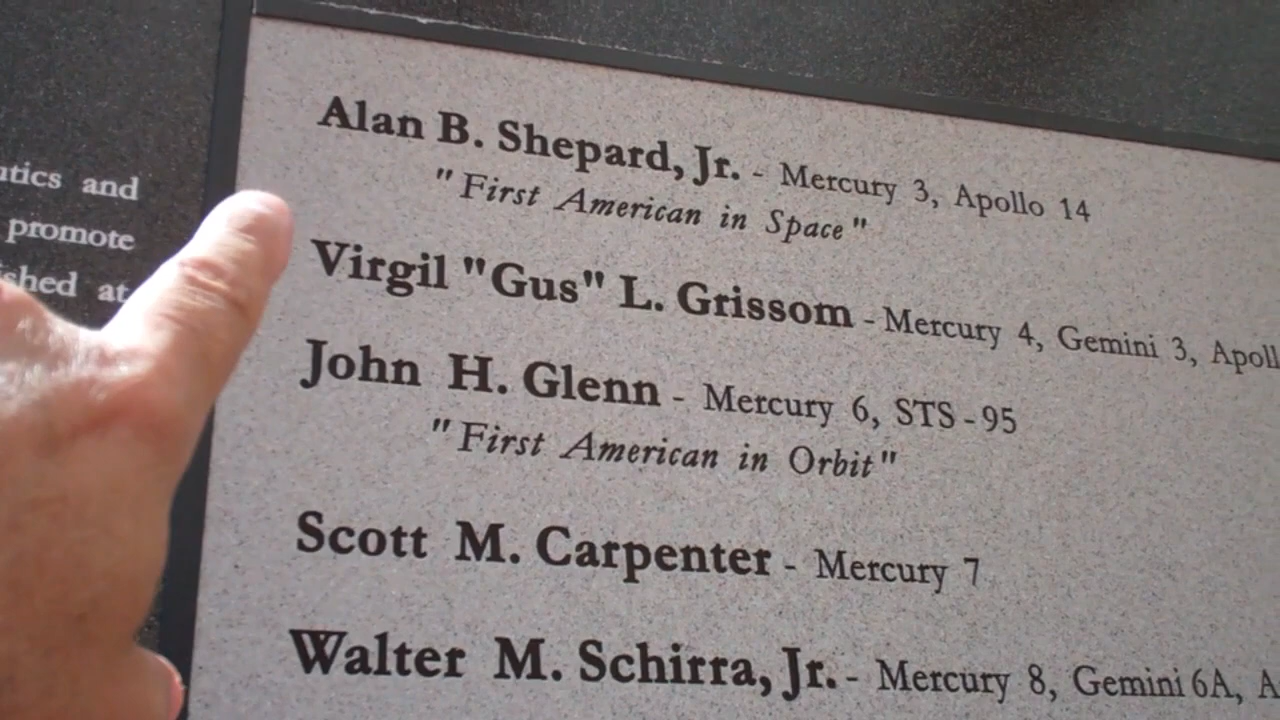 and
promote
at
Alan B. Shepard, Jr. - Mercury 3, Apollo 14
"First American in Space"
Virgil "Gus" L. Grissom - Mercury 4, Gemini 3,
John H. Glenn - Mercury 6, STS-95
"First American in Orbit"
Scott M. Carpenter - Mercury 7
Walter M. Schirra, Jr. - Mercury 8, Gemini 6A,